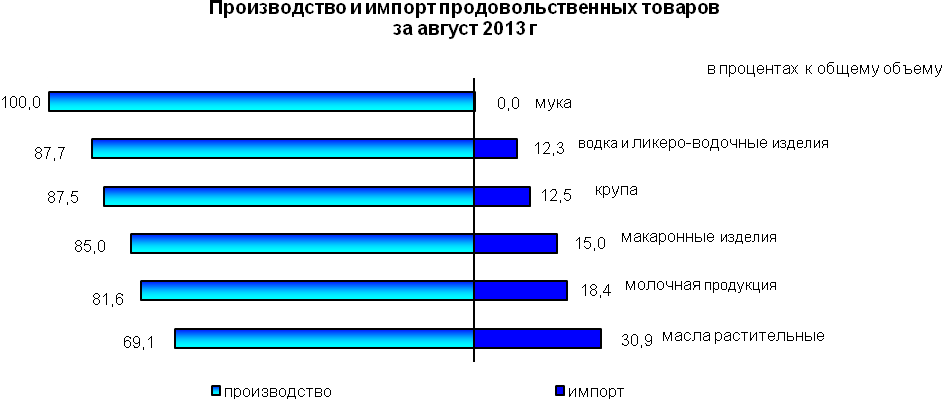 Производство и импорт продовольственных товаров
за август 2013 г
в процентах к общему объему
100,0 0,0 мука
87,7 12,3 водка и ликеро-водочные изделия
87,5 12,5 крупа
85,0 15,0 макаронные изделия
81,6 18,4 молочная продукция
69,1 30,9 масла растительные
производство импорт